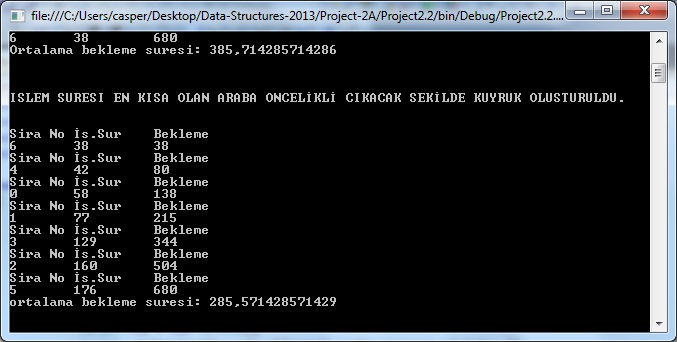 file:///C:/Users/casper/Desktop/Data-Structures-2013/Project-2A/Project2.2/bin/Debug/Project2.2....
6 38 680
Ortalama bekleme suresi: 385,714285714286
ISLEM SURESI EN KISA OLAN ARABA ONCELIKLI CIKACAK SEKILDE KUYRUK OLUSTURULDU.
Sira No İs.Sur Bekleme
6 38 38
Sira No İs.Sur Bekleme
4 42 80
Sira No İs.Sur Bekleme
0 58 138
Sira No İs.Sur Bekleme
1 77 215
Sira No İs.Sur Bekleme
3 129 344
Sira No İs.Sur Bekleme
2 160 504
Sira No İs.Sur Bekleme
5 176 680
ortalama bekleme suresi: 285,571428571429